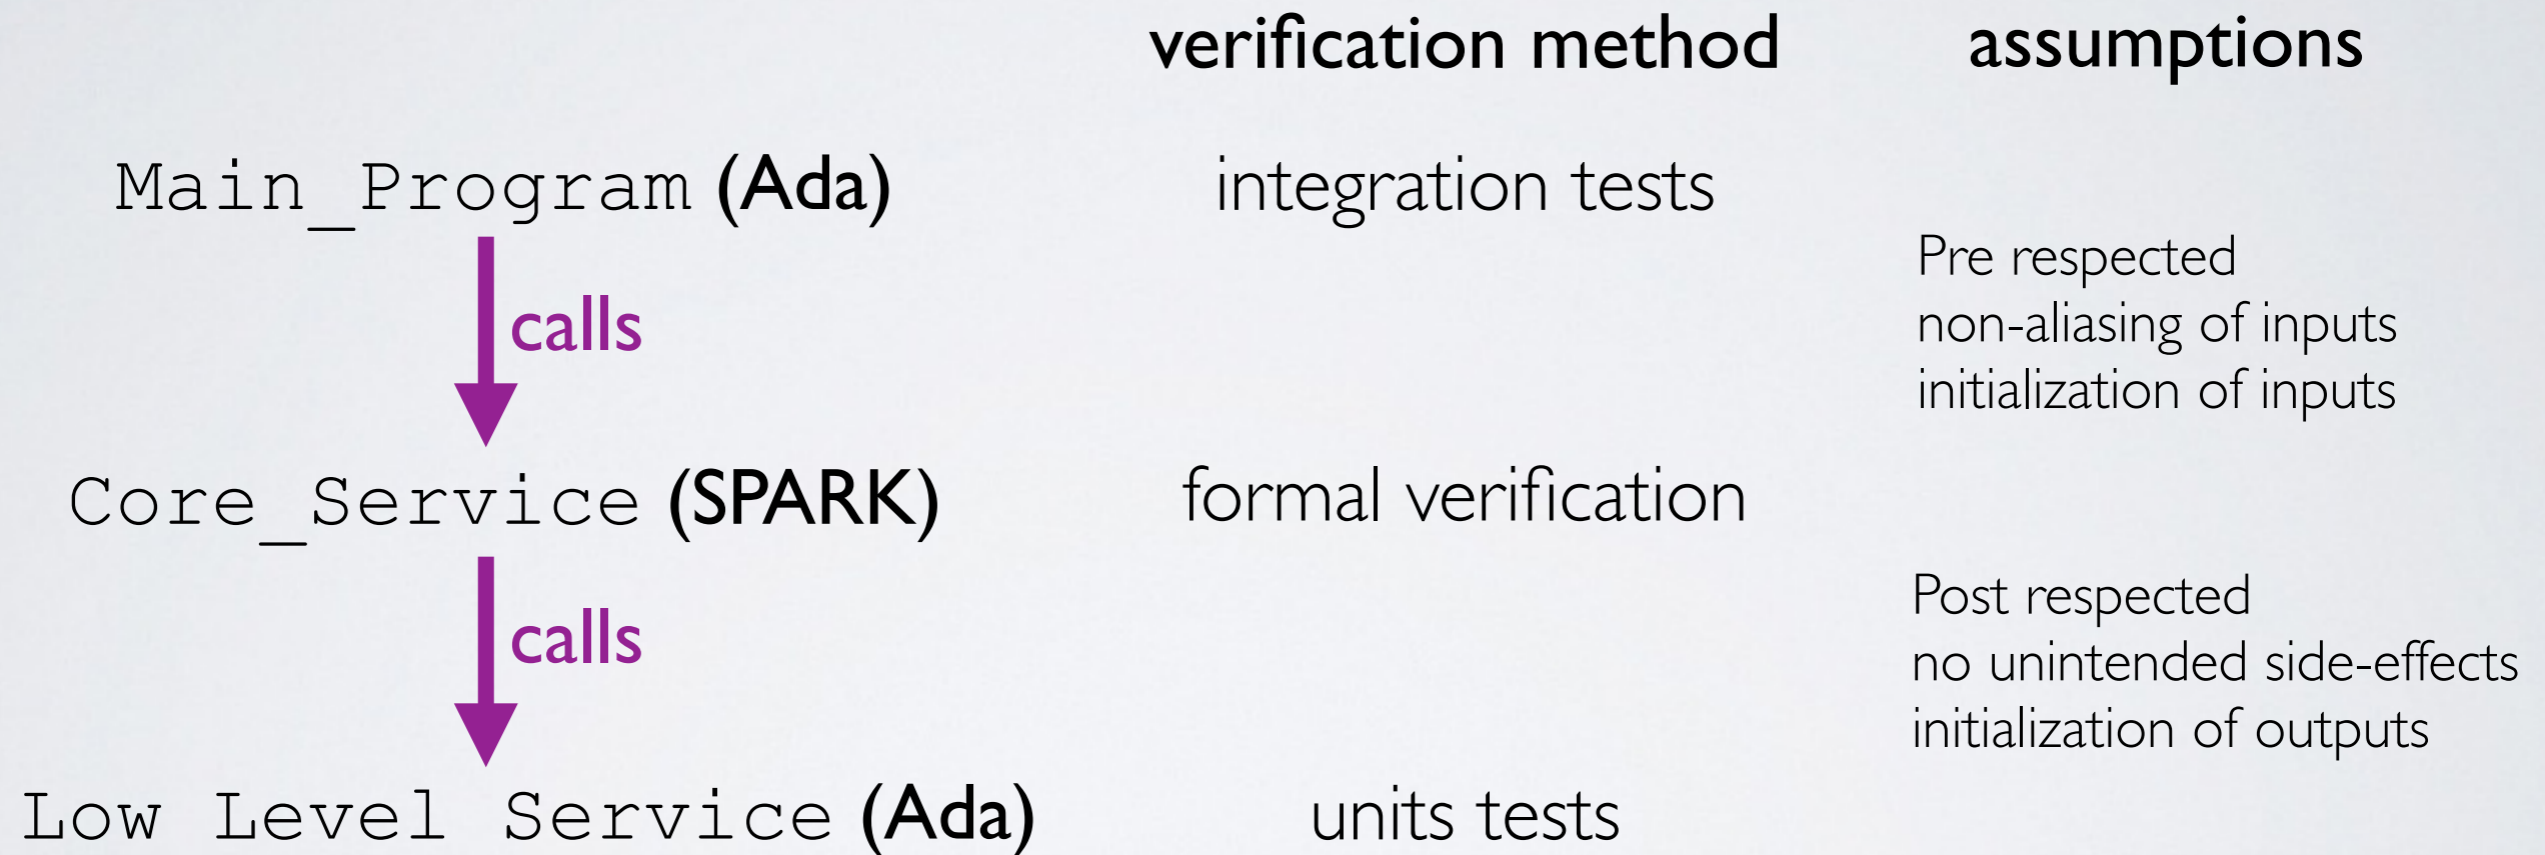 verification method assumptions
Main_Program (Ada) integration tests
Pre respected
calls non-aliasing of inputs
initialization of inputs
Core_Service (SPARK) formal verification
Post respected
calls no unintended side-effects
initialization of outputs
Low Level Service (Ada) units tests